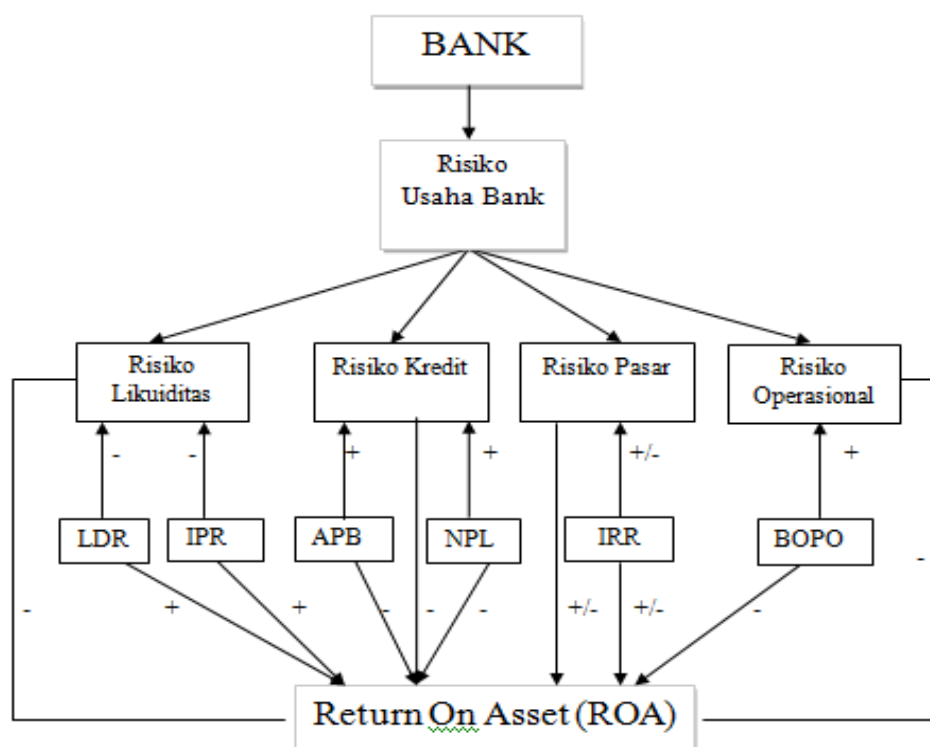 BANK
Risiko
Usaha Bank
Risiko
Likuiditas
Risiko Kredit
Risiko Pasar
Risiko
Operasional
- - + + +/- +
LDR IPR APB NPL IRR BOPO
-
- + + - - - +/- +/- -
Return On Asset (ROA)